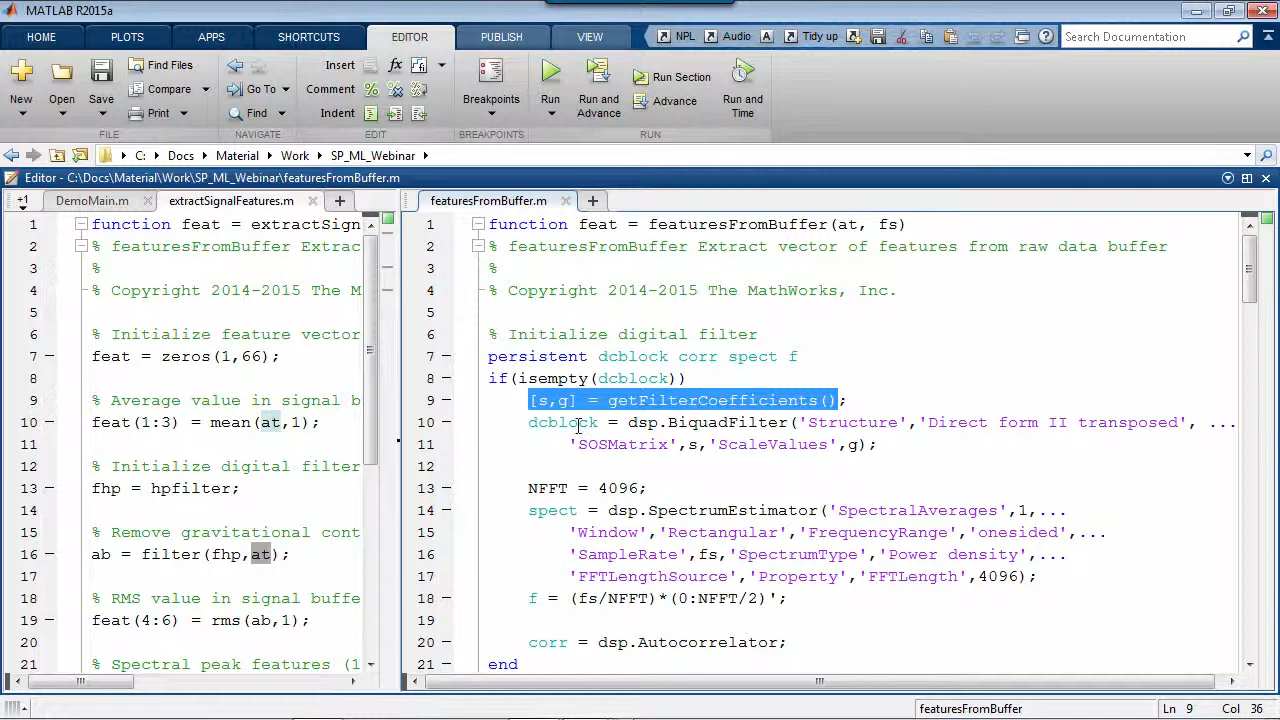 MATLAB R2015a
HOME PLOTS APPS SHORTCUTS EDITOR PUBLISH VIEW NPL Audio A Tidy up Search Documentation
New Open Save Find Files Compare Print Go To Find Insert Comment Indent Breakpoints Run Run and Advance Run Section Advance Run and Time
FILE NAVIGATE EDIT BREAKPOINTS RUN
C: Docs Material Work SP_ML_Webinar
Editor - C:\Docs\Material\Work\SP_ML_Webinar\featuresFromBuffer.m
+1 DemoMain.m extractSignalFeatures.m
1 function feat = extractSign
2 % featuresFromBuffer Extrac
3 %
4 % Copyright 2014-2015 The M
5
6 % Initialize feature vector
7 feat = zeros(1,66);
8
9 % Average value in signal b
10 feat(1:3) = mean(at,1);
11
12 % Initialize digital filter
13 fhp = hpfilter;
14
15 % Remove gravitational cont
16 ab = filter(fhp,at);
17
18 % RMS value in signal buffe
19 feat(4:6) = rms(ab,1);
20
21 % Spectral peak features (1
featuresFromBuffer.m
1 function feat = featuresFromBuffer(at, fs)
2 % featuresFromBuffer Extract vector of features from raw data buffer
3 %
4 % Copyright 2014-2015 The MathWorks, Inc.
5
6 % Initialize digital filter
7 persistent dcblock corr spect f
8 if(isempty(dcblock))
9 [s,g] = getFilterCoefficients();
10 dcblock = dsp.BiquadFilter('Structure','Direct form II transposed', ...
11 'SOSMatrix',s,'ScaleValues',g);
12
13 NFFT = 4096;
14 spect = dsp.SpectrumEstimator('SpectralAverages',1,...
15 'Window','Rectangular','FrequencyRange','onesided',...
16 'SampleRate',fs,'SpectrumType','Power density',...
17 'FFTLengthSource','Property','FFTLength',4096);
18 f = (fs/NFFT)*(0:NFFT/2)';
19
20 corr = dsp.Autocorrelator;
21 end
featuresFromBuffer Ln 9 Col 36